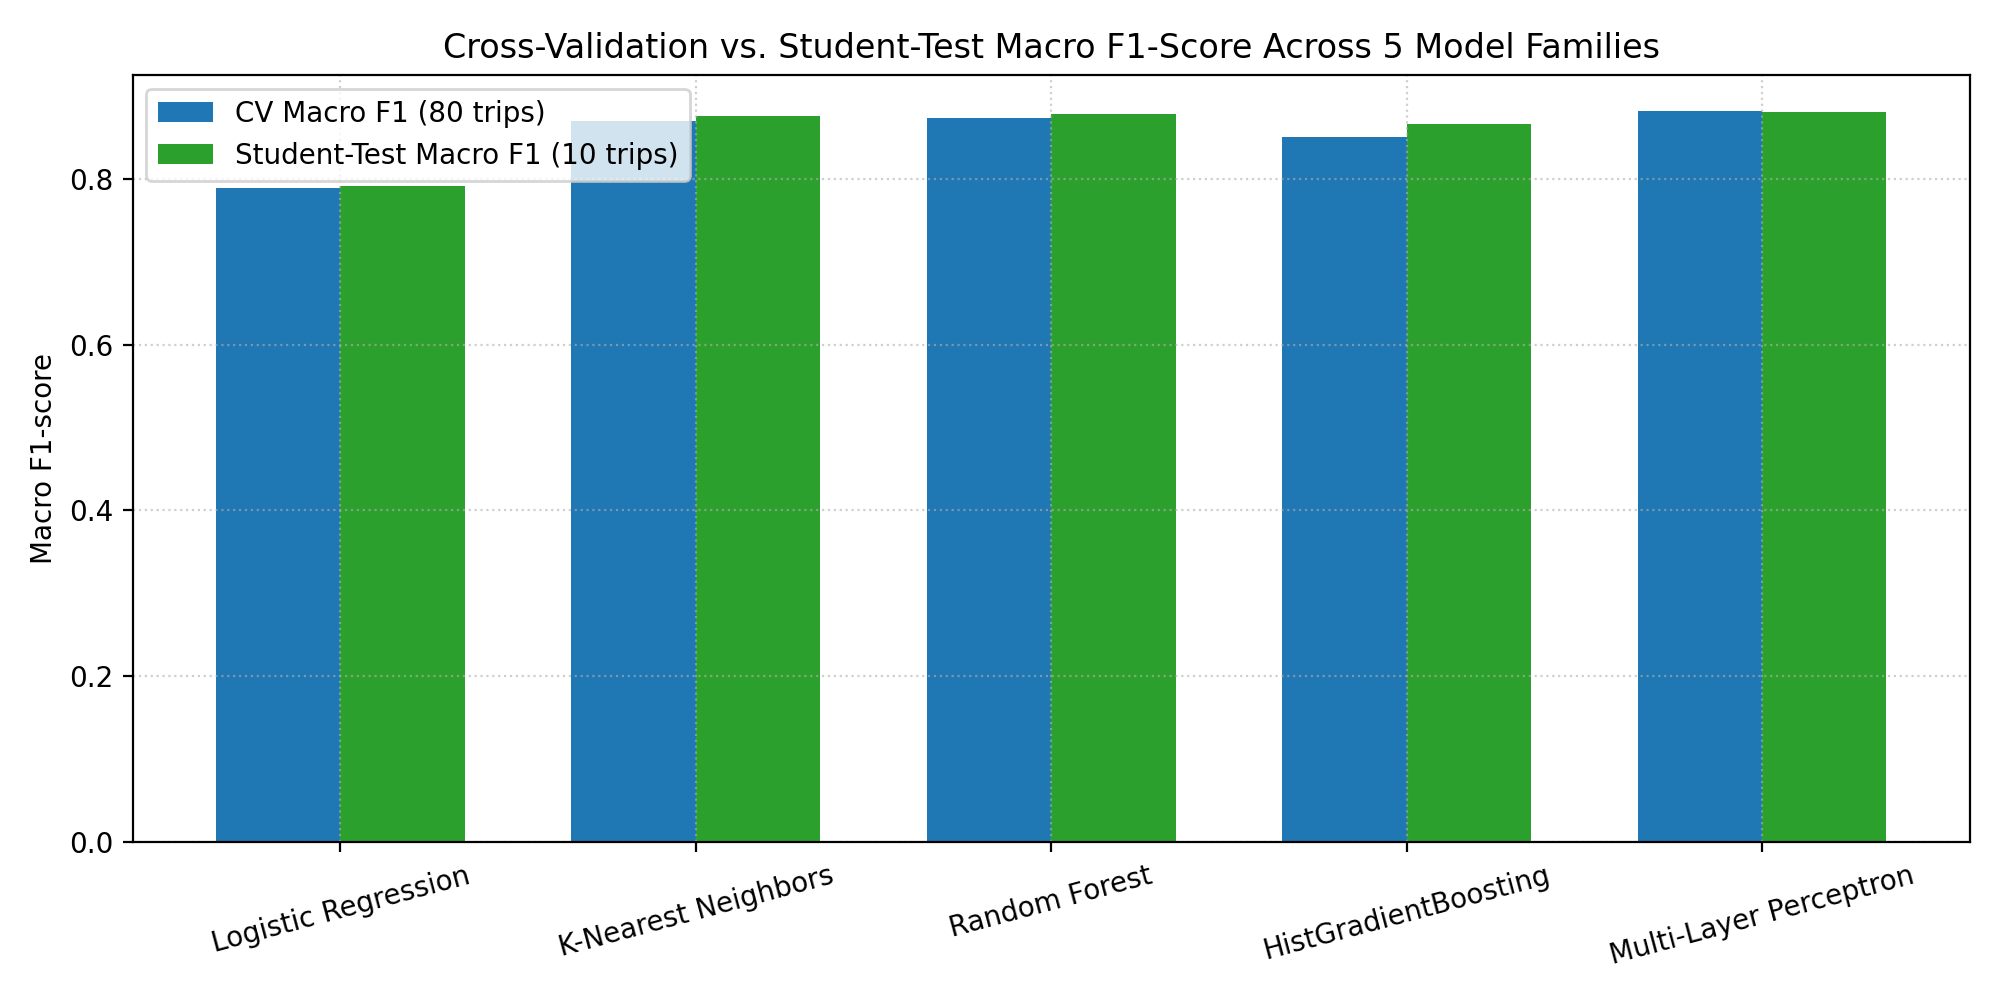 Cross-Validation vs. Student-Test Macro F1-Score Across 5 Model Families
CV Macro F1 (80 trips)
Student-Test Macro F1 (10 trips)
Macro F1-score
0.8
0.6
0.4
0.2
0.0
Logistic Regression
K-Nearest Neighbors
Random Forest
HistGradientBoosting
Multi-Layer Perceptron